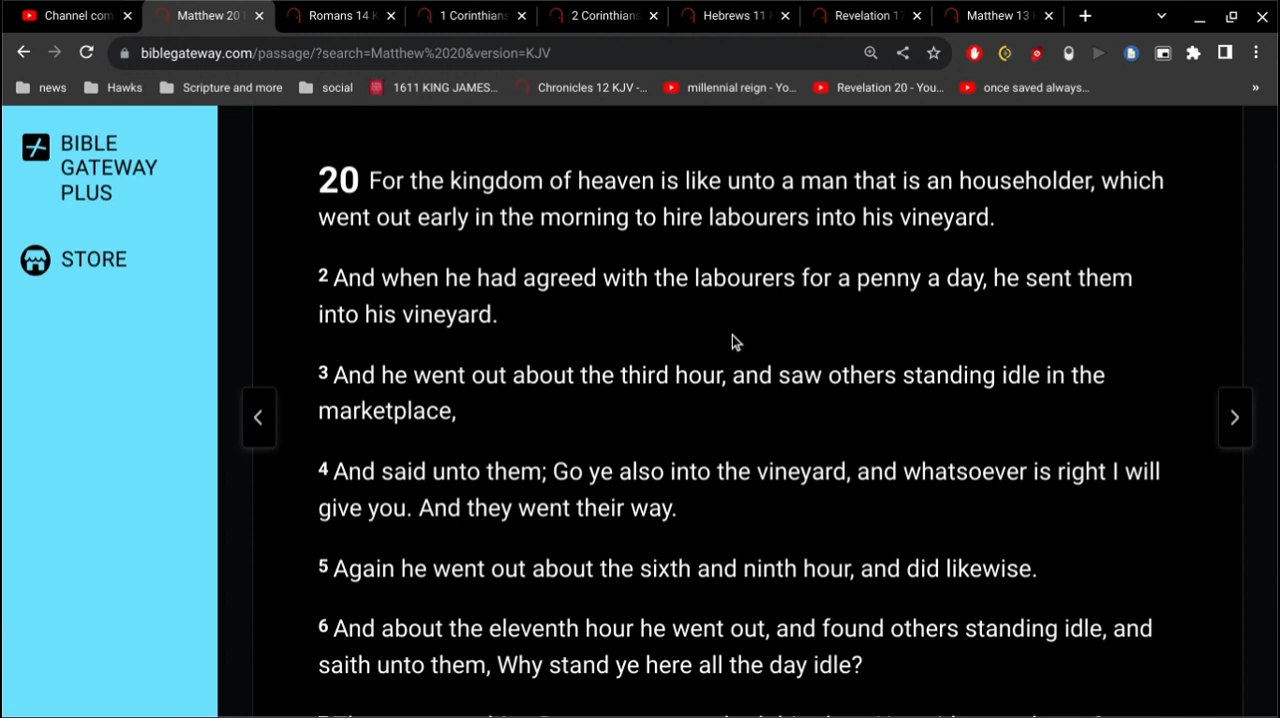 Channel com
Matthew 20
Romans 14
1 Corinthian
2 Corinthians
Hebrews 11
Revelation 17
Matthew 13
biblegateway.com/passage/?search=Matthew%2020&version=KJV
news
Hawks
Scripture and more
social
1611 KING JAMES...
Chronicles 12 KJV -...
millennial reign - Yo...
Revelation 20 - You...
once saved always...
»
BIBLE
GATEWAY
PLUS
STORE
20 For the kingdom of heaven is like unto a man that is an householder, which
went out early in the morning to hire labourers into his vineyard.
2 And when he had agreed with the labourers for a penny a day, he sent them
into his vineyard.
3 And he went out about the third hour, and saw others standing idle in the
marketplace,
4 And said unto them; Go ye also into the vineyard, and whatsoever is right I will
give you. And they went their way.
5 Again he went out about the sixth and ninth hour, and did likewise.
6 And about the eleventh hour he went out, and found others standing idle, and
saith unto them, Why stand ye here all the day idle?